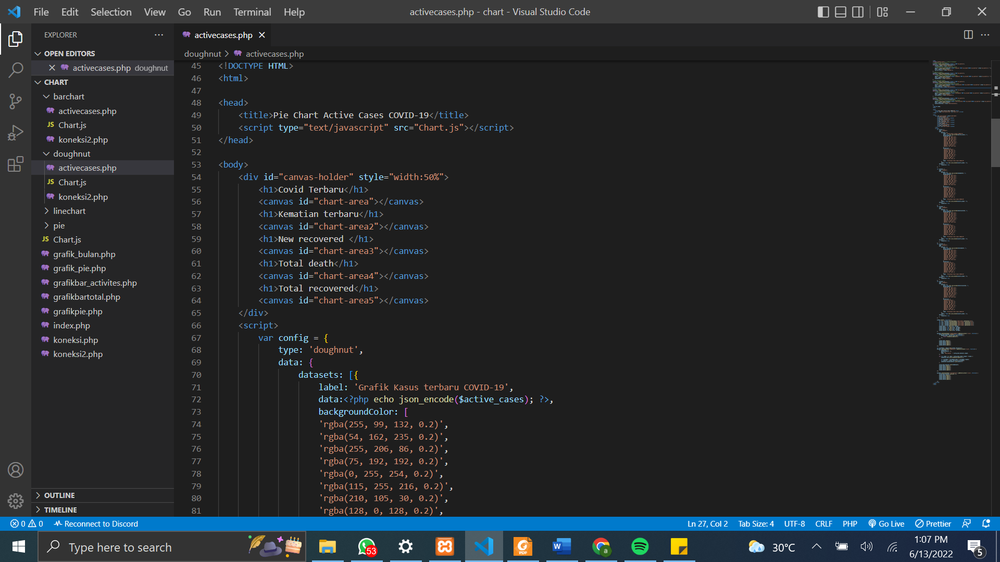 File Edit Selection View Go Run Terminal Help
activecases.php - chart - Visual Studio Code
EXPLORER
OPEN EDITORS
activecases.php doughnut
CHART
barchart
activecases.php
Chart.js
koneksi2.php
doughnut
activecases.php
Chart.js
koneksi2.php
linechart
pie
Chart.js
grafik_bulan.php
grafik_pie.php
grafikbar_activites.php
grafikbartotal.php
grafikpie.php
index.php
koneksi.php
koneksi2.php
OUTLINE
TIMELINE
activecases.php
doughnut > activecases.php
45 <!DOCTYPE HTML>
46 <html>
47
48 <head>
49 <title>Pie Chart Active Cases COVID-19</title>
50 <script type="text/javascript" src="Chart.js"></script>
51 </head>
52
53 <body>
54 <div id="canvas-holder" style="width:50%">
55 <h1>Covid Terbaru</h1>
56 <canvas id="chart-area"></canvas>
57 <h1>Kematian terbaru</h1>
58 <canvas id="chart-area2"></canvas>
59 <h1>New recovered </h1>
60 <canvas id="chart-area3"></canvas>
61 <h1>Total death</h1>
62 <canvas id="chart-area4"></canvas>
63 <h1>Total recovered</h1>
64 <canvas id="chart-area5"></canvas>
65 </div>
66 <script>
67 var config = {
68 type: 'doughnut',
69 data: {
70 datasets: [{
71 label: 'Grafik Kasus terbaru COVID-19',
72 data:<?php echo json_encode($active_cases); ?>,
73 backgroundColor: [
74 'rgba(255, 99, 132, 0.2)',
75 'rgba(54, 162, 235, 0.2)',
76 'rgba(255, 206, 86, 0.2)',
77 'rgba(75, 192, 192, 0.2)',
78 'rgba(0, 255, 254, 0.2)',
79 'rgba(115, 255, 216, 0.2)',
80 'rgba(210, 105, 30, 0.2)',
81 'rgba(128, 0, 128, 0.2)',
0 0 Reconnect to Discord
Ln 27, Col 2 Tab Size: 4 UTF-8 CRLF PHP Go Live Prettier
Type here to search
53
PDF
W
a
30°C
1:07 PM
6/13/2022
5